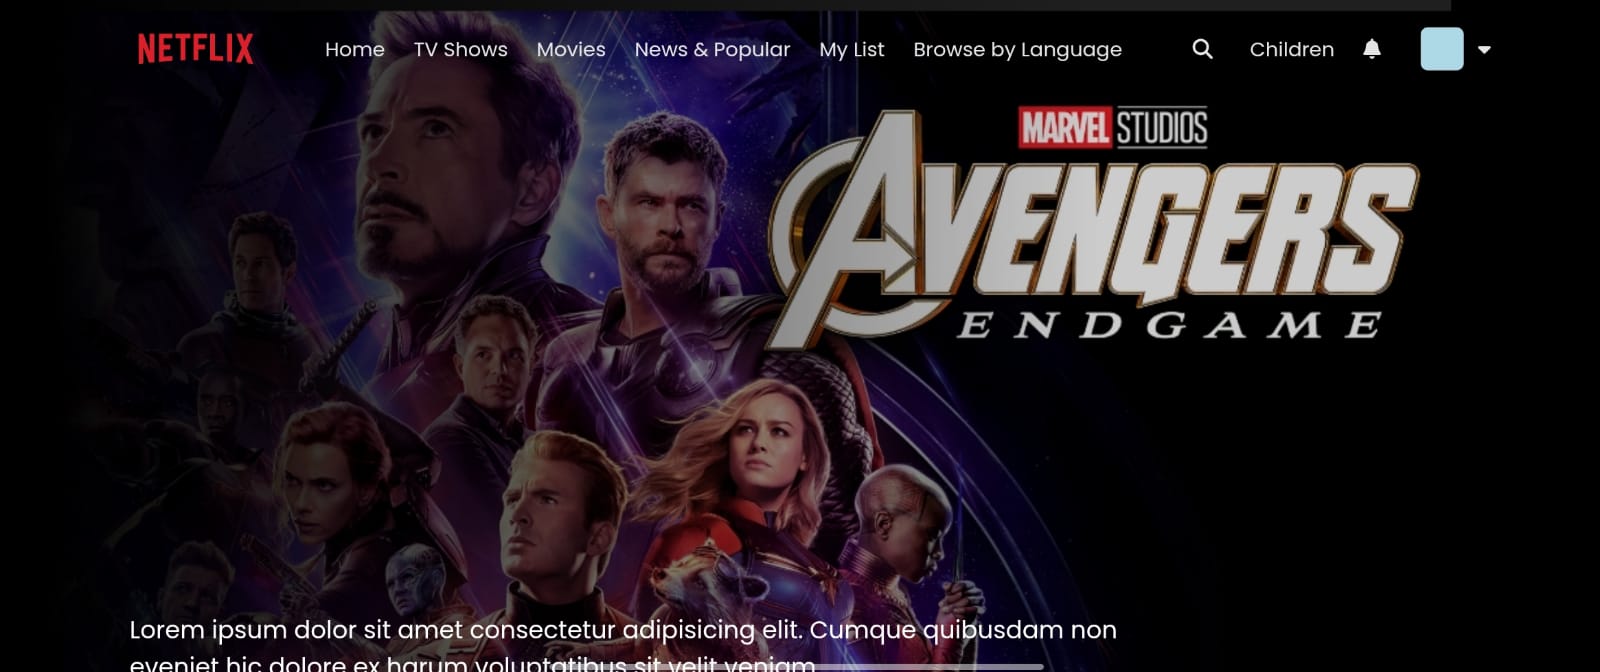 NETFLIX Home TV Shows Movies News & Popular My List Browse by Language Children
MARVEL STUDIOS
AVENGERS
ENDGAME
Lorem ipsum dolor sit amet consectetur adipisicing elit. Cumque quibusdam non
eveniet hic dolore ex harum voluptatibus sit velit veniam